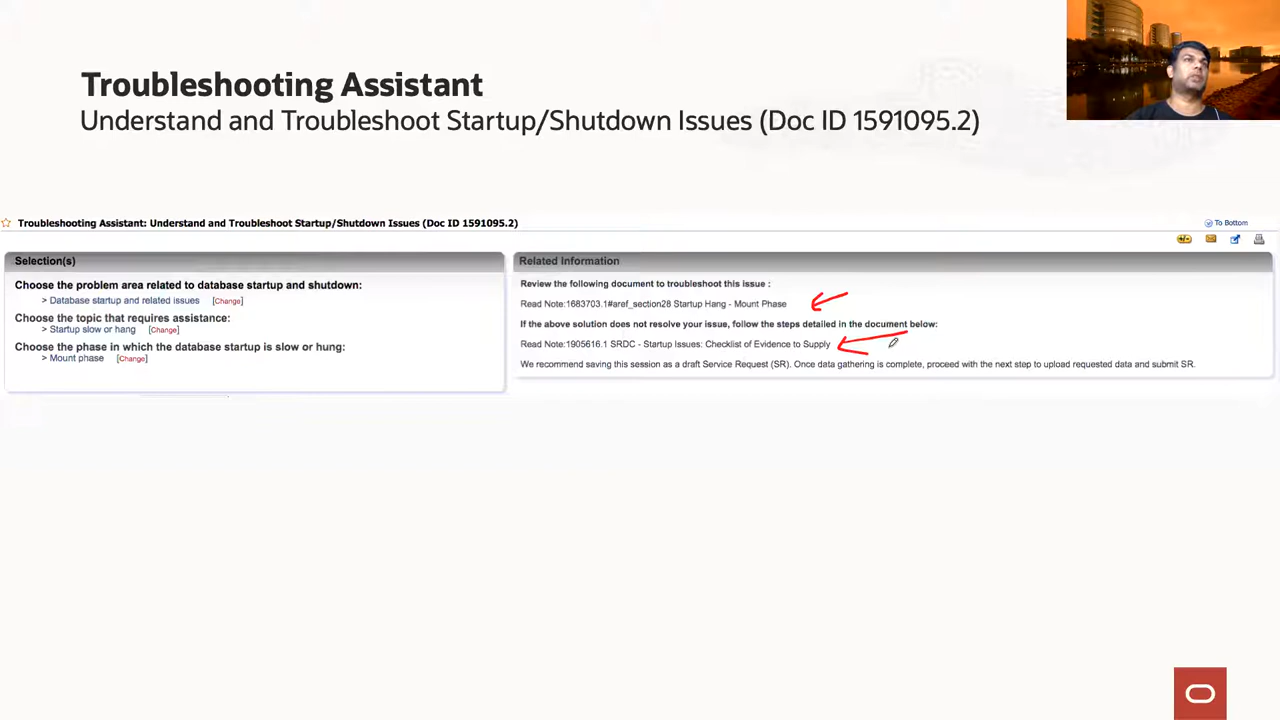 Troubleshooting Assistant
Understand and Troubleshoot Startup/Shutdown Issues (Doc ID 1591095.2)
Troubleshooting Assistant: Understand and Troubleshoot Startup/Shutdown Issues (Doc ID 1591095.2)
To Bottom
Selection(s)
Choose the problem area related to database startup and shutdown:
> Database startup and related issues [Change]
Choose the topic that requires assistance:
> Startup slow or hang [Change]
Choose the phase in which the database startup is slow or hung:
> Mount phase [Change]
Related Information
Review the following document to troubleshoot this issue :
Read Note:1683703.1#aref_section28 Startup Hang - Mount Phase
If the above solution does not resolve your issue, follow the steps detailed in the document below:
Read Note:1905616.1 SRDC - Startup Issues: Checklist of Evidence to Supply
We recommend saving this session as a draft Service Request (SR). Once data gathering is complete, proceed with the next step to upload requested data and submit SR.